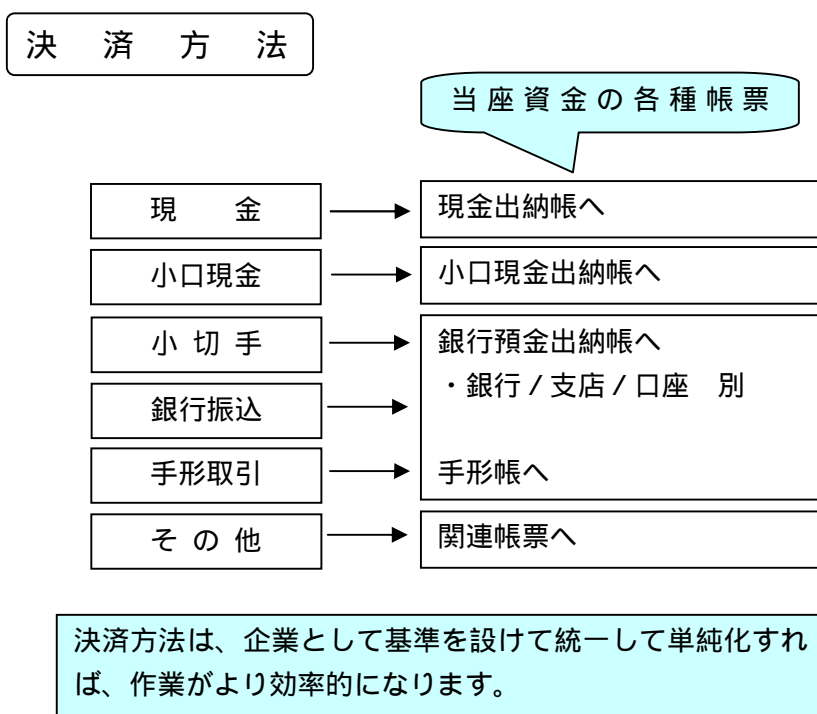 決 済 方 法
当座資金の各種帳票
現 金
現金出納帳へ
小口現金
小口現金出納帳へ
小 切 手
銀行預金出納帳へ
・銀行/支店/口座 別
銀行振込
手形取引
手形帳へ
そ の 他
関連帳票へ
決済方法は、企業として基準を設けて統一して単純化すれ
ば、作業がより効率的になります。